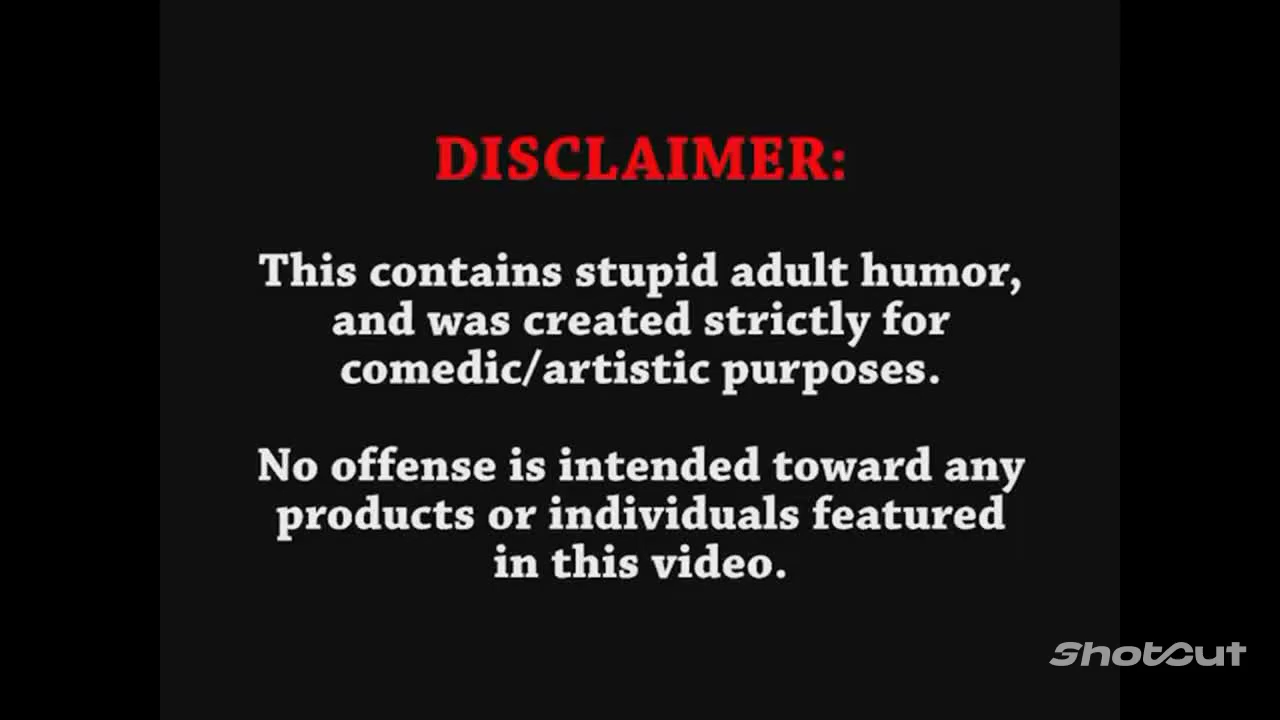 DISCLAIMER:
This contains stupid adult humor,
and was created strictly for
comedic/artistic purposes.
No offense is intended toward any
products or individuals featured
in this video.
ShotCut